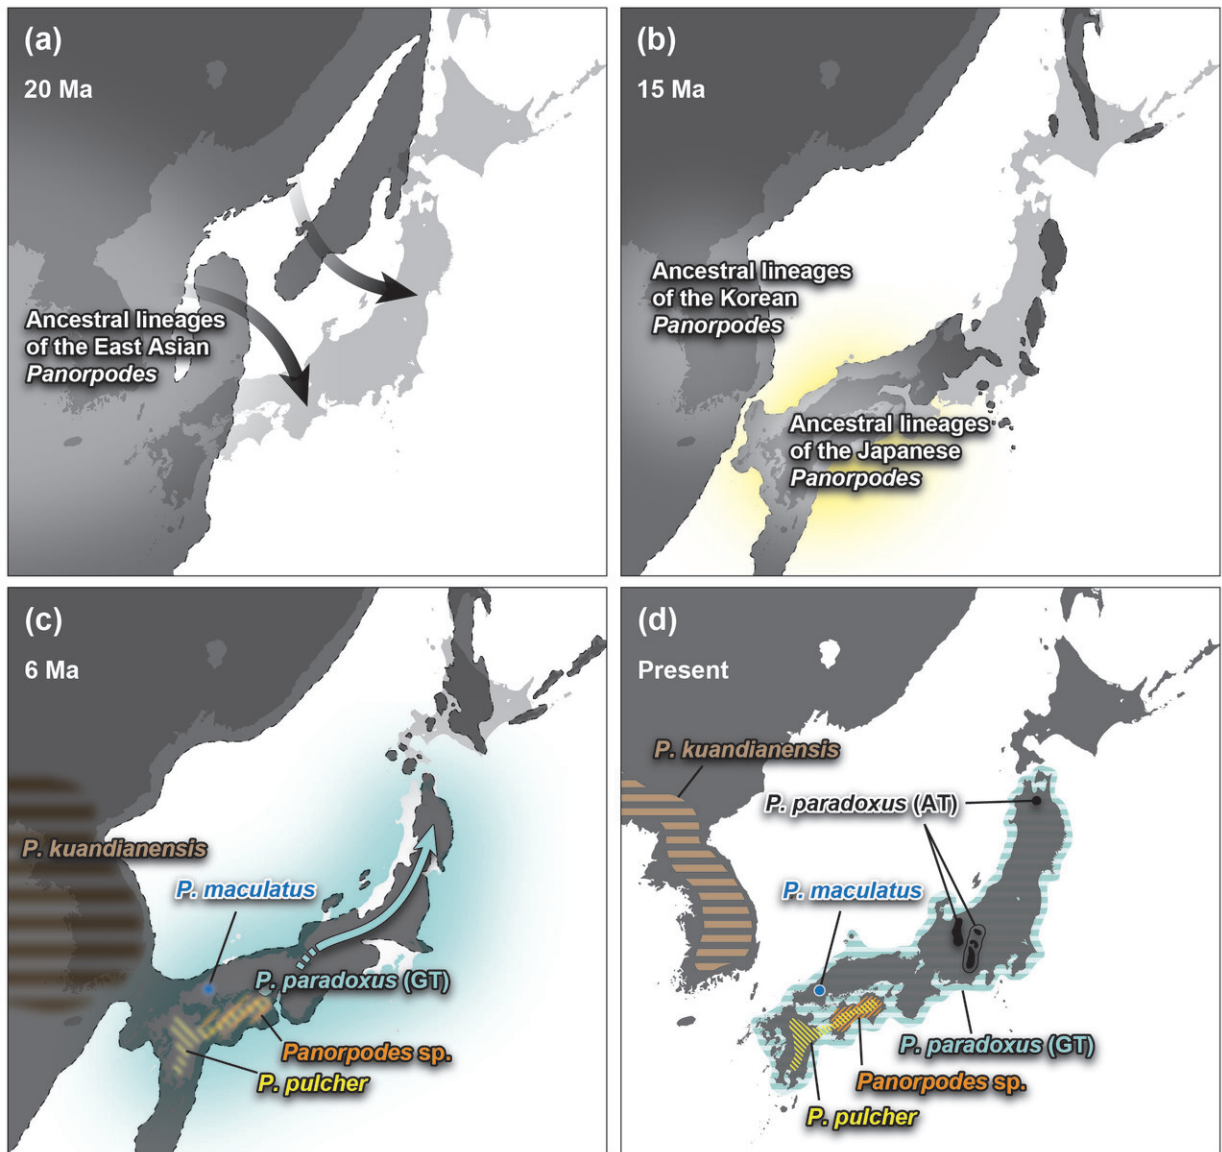 (a)
20 Ma
Ancestral lineages
of the East Asian
Panorpodes
(b)
15 Ma
Ancestral lineages
of the Korean
Panorpodes
Ancestral lineages
of the Japanese
Panorpodes
(c)
6 Ma
P. kuandianensis
P. maculatus
P. paradoxus (GT)
Panorpodes sp.
P. pulcher
(d)
Present
P. kuandianensis
P. paradoxus (AT)
P. maculatus
P. paradoxus (GT)
Panorpodes sp.
P. pulcher